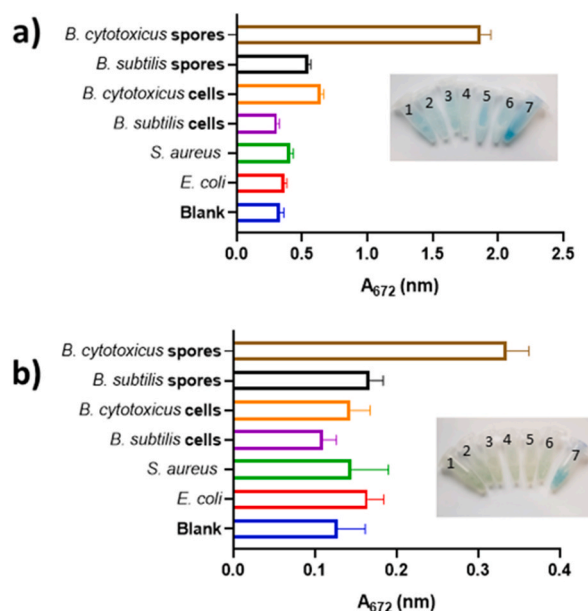 a)
B. cytotoxicus spores
B. subtilis spores
B. cytotoxicus cells
B. subtilis cells
S. aureus
E. coli
Blank
1 2 3 4 5 6 7
0.0 0.5 1.0 1.5 2.0 2.5
A672 (nm)
b)
B. cytotoxicus spores
B. subtilis spores
B. cytotoxicus cells
B. subtilis cells
S. aureus
E. coli
Blank
1 2 3 4 5 6 7
0.0 0.1 0.2 0.3 0.4
A672 (nm)